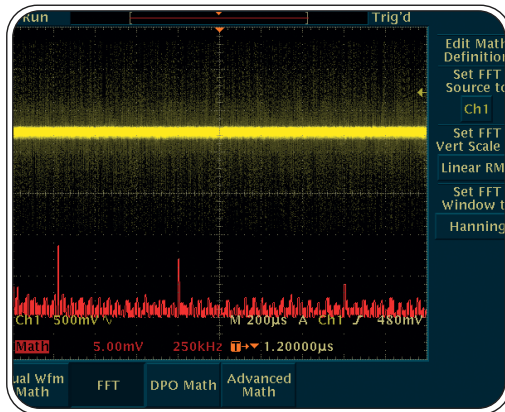 Run Trig'd
Edit Math
Definition
Set FFT
Source to
Ch1
Set FFT
Vert Scale
Linear RM
Set FFT
Window t
Hanning
Ch1 500mV M 200µs A Ch1 480mV
Math 5.00mV 250kHz T 1.20000µs
ual Wfm
Math
FFT
DPO Math
Advanced
Math